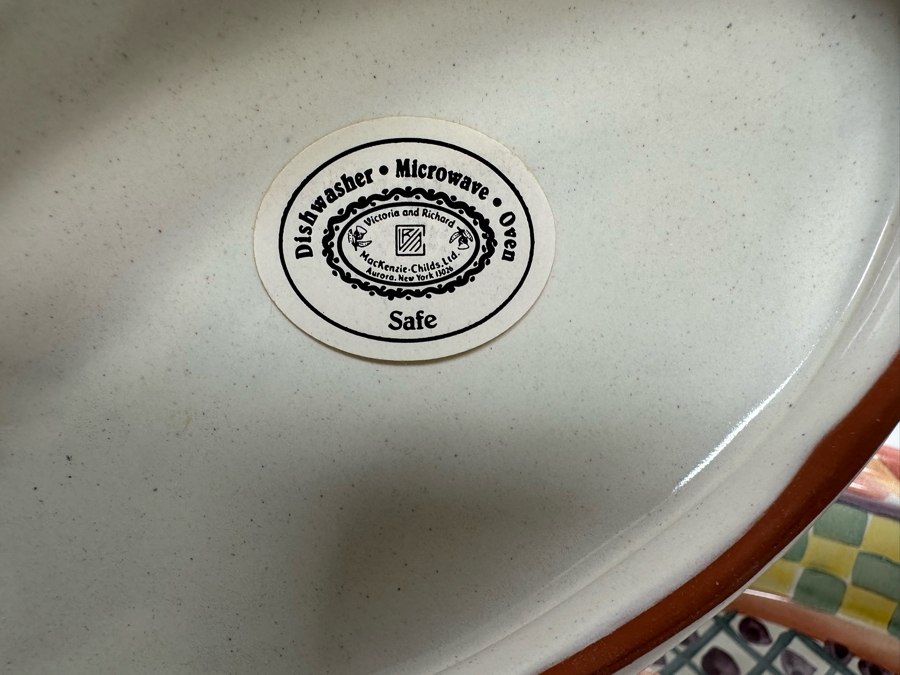 Dishwasher • Microwave • Oven
Victoria and Richard
MacKenzie-Childs, Ltd.
Aurora, New York 13026
Safe